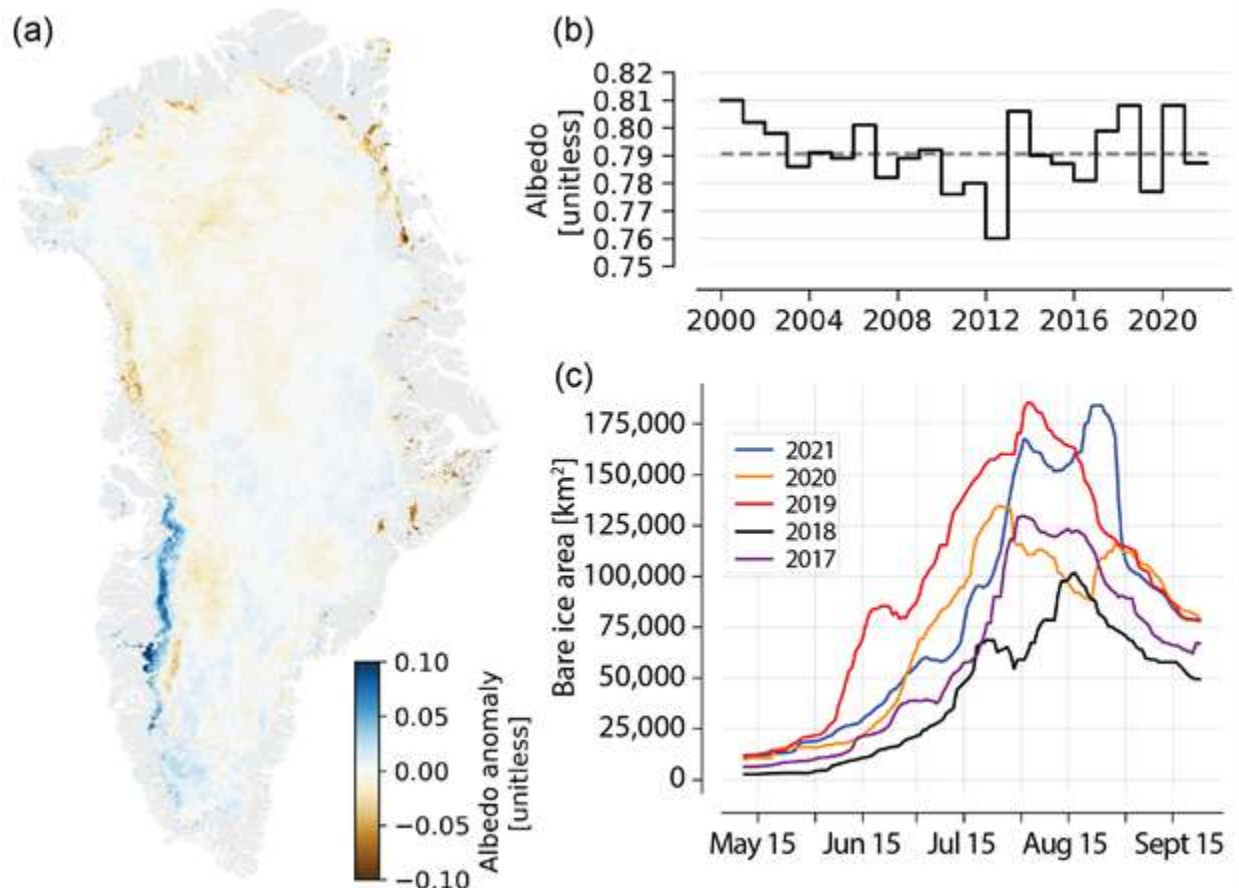 (a)
0.10
0.05
0.00
−0.05
−0.10
Albedo anomaly
[unitless]
(b)
Albedo
[unitless]
0.82
0.81
0.80
0.79
0.78
0.77
0.76
0.75
2000 2004 2008 2012 2016 2020
(c)
Bare ice area [km²]
175,000
150,000
125,000
100,000
75,000
50,000
25,000
0
2021
2020
2019
2018
2017
May 15 Jun 15 Jul 15 Aug 15 Sept 15